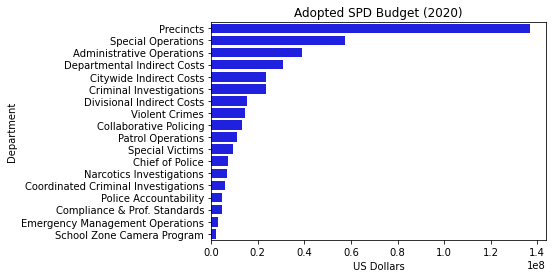 Adopted SPD Budget (2020)
Department
Precincts
Special Operations
Administrative Operations
Departmental Indirect Costs
Citywide Indirect Costs
Criminal Investigations
Divisional Indirect Costs
Violent Crimes
Collaborative Policing
Patrol Operations
Special Victims
Chief of Police
Narcotics Investigations
Coordinated Criminal Investigations
Police Accountability
Compliance & Prof. Standards
Emergency Management Operations
School Zone Camera Program
0.0 0.2 0.4 0.6 0.8 1.0 1.2 1.4
1e8
US Dollars